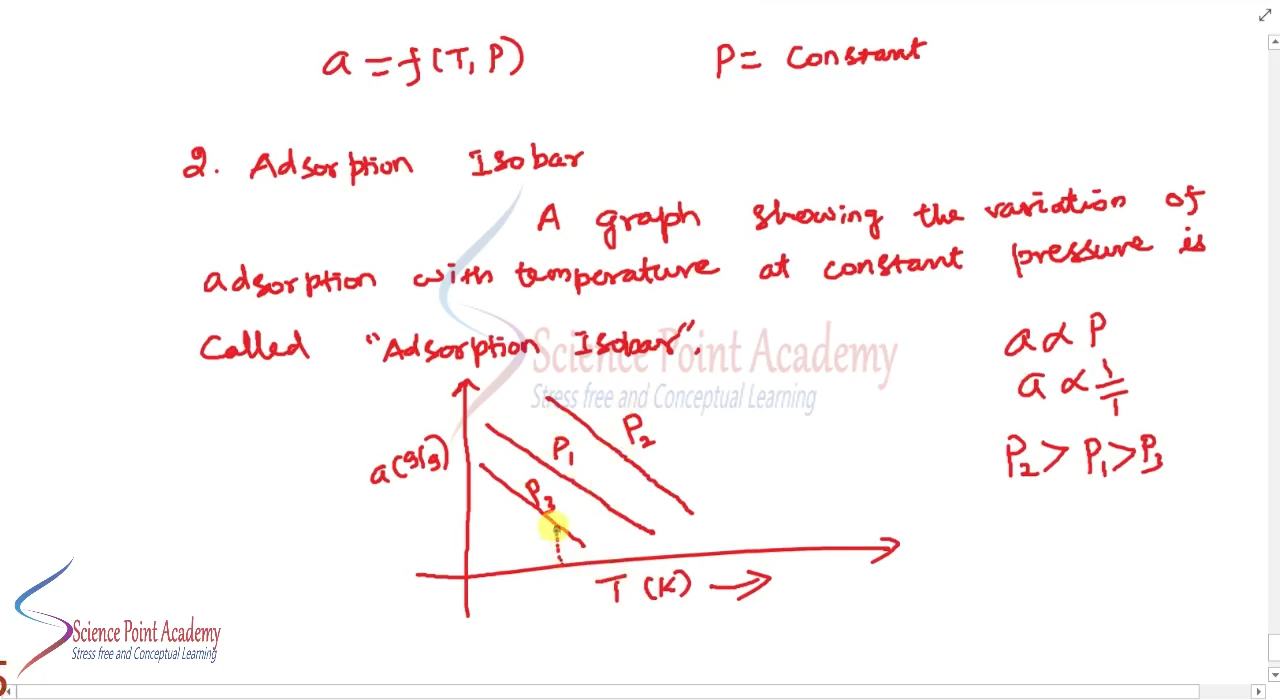 a = f(T, P) P = Constant
2. Adsorption Isobar
A graph showing the variation of
adsorption with temperature at constant pressure is
Called "Adsorption Isobar".
a ∝ P
a ∝ 1/T
P₂ > P₁ > P₃
a(g/g)
P₂
P₁
P₃
T (K)
Science Point Academy
Stress free and Conceptual Learning
Science Point Academy
Stress free and Conceptual Learning